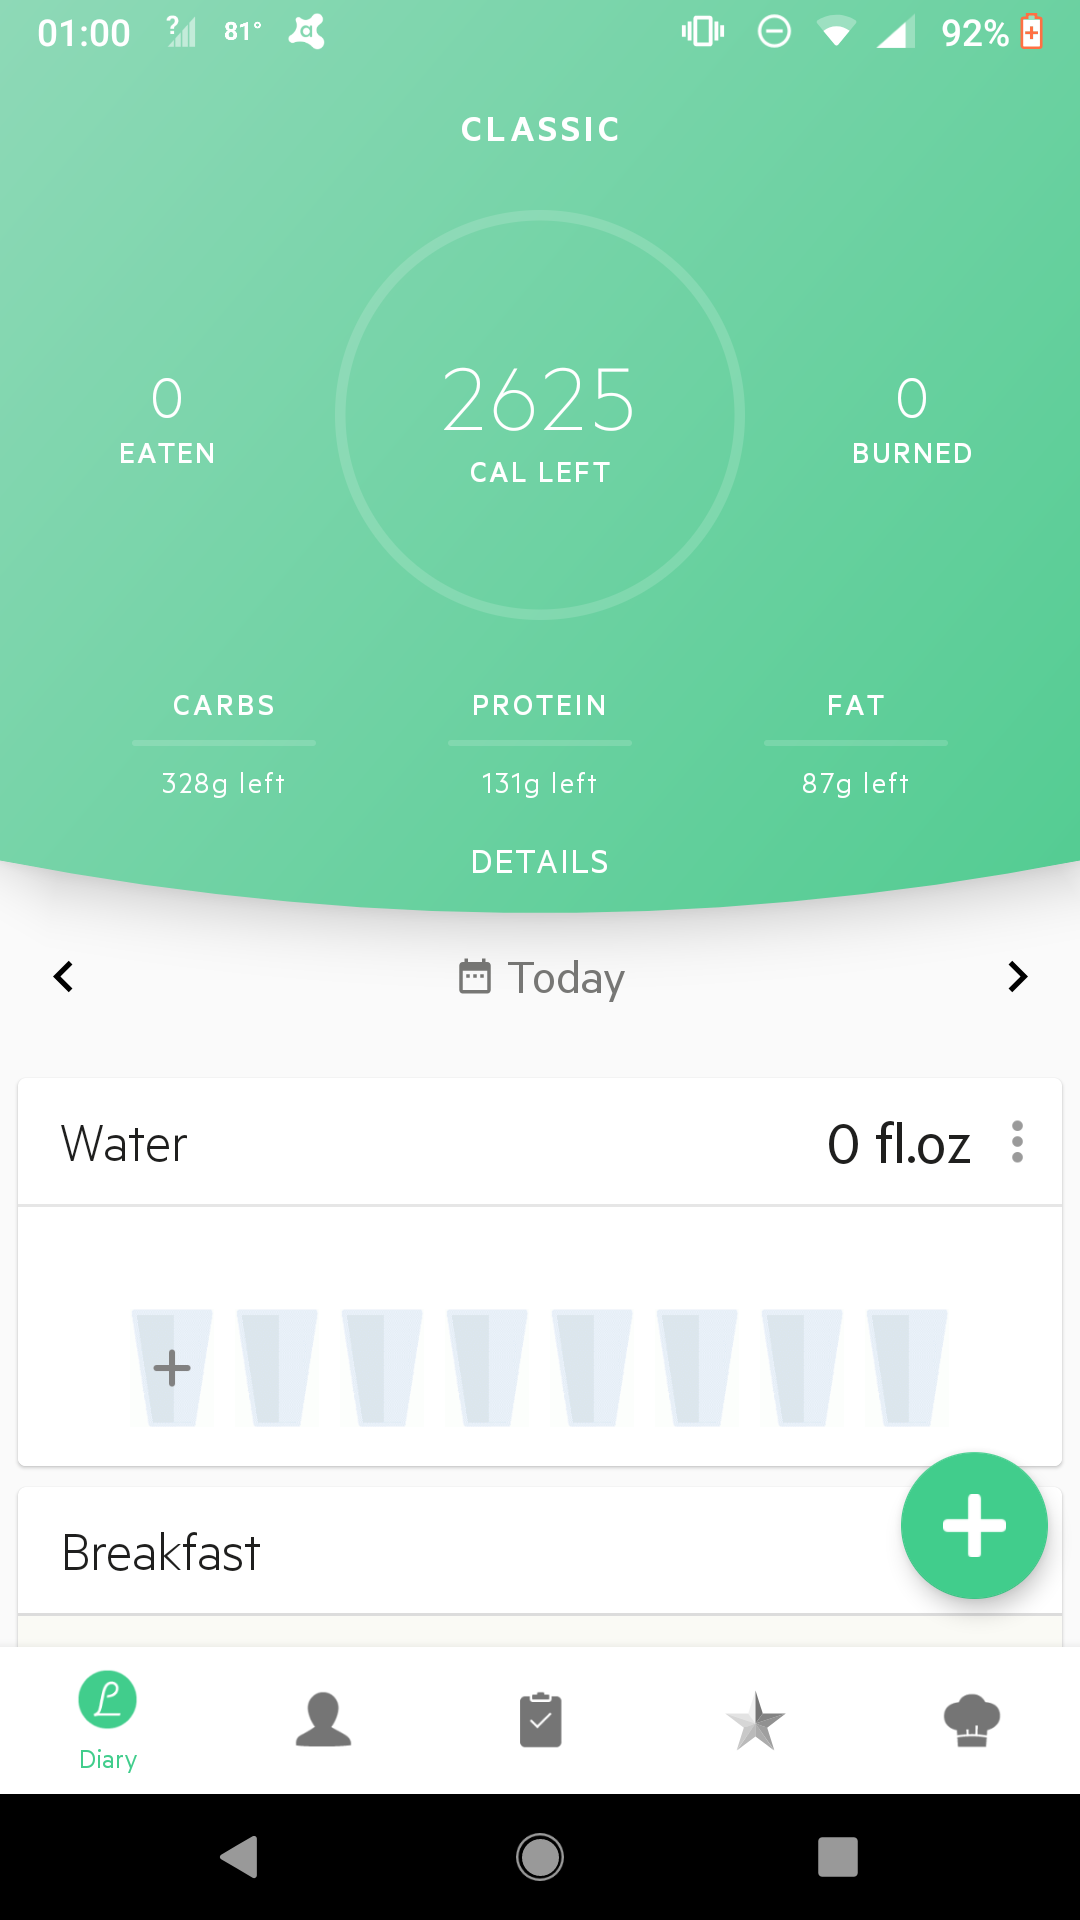 01:00 ? 81° 92%
CLASSIC
0 EATEN
2625 CAL LEFT
0 BURNED
CARBS PROTEIN FAT
328g left 131g left 87g left
DETAILS
Today
Water 0 fl.oz
Breakfast
Diary